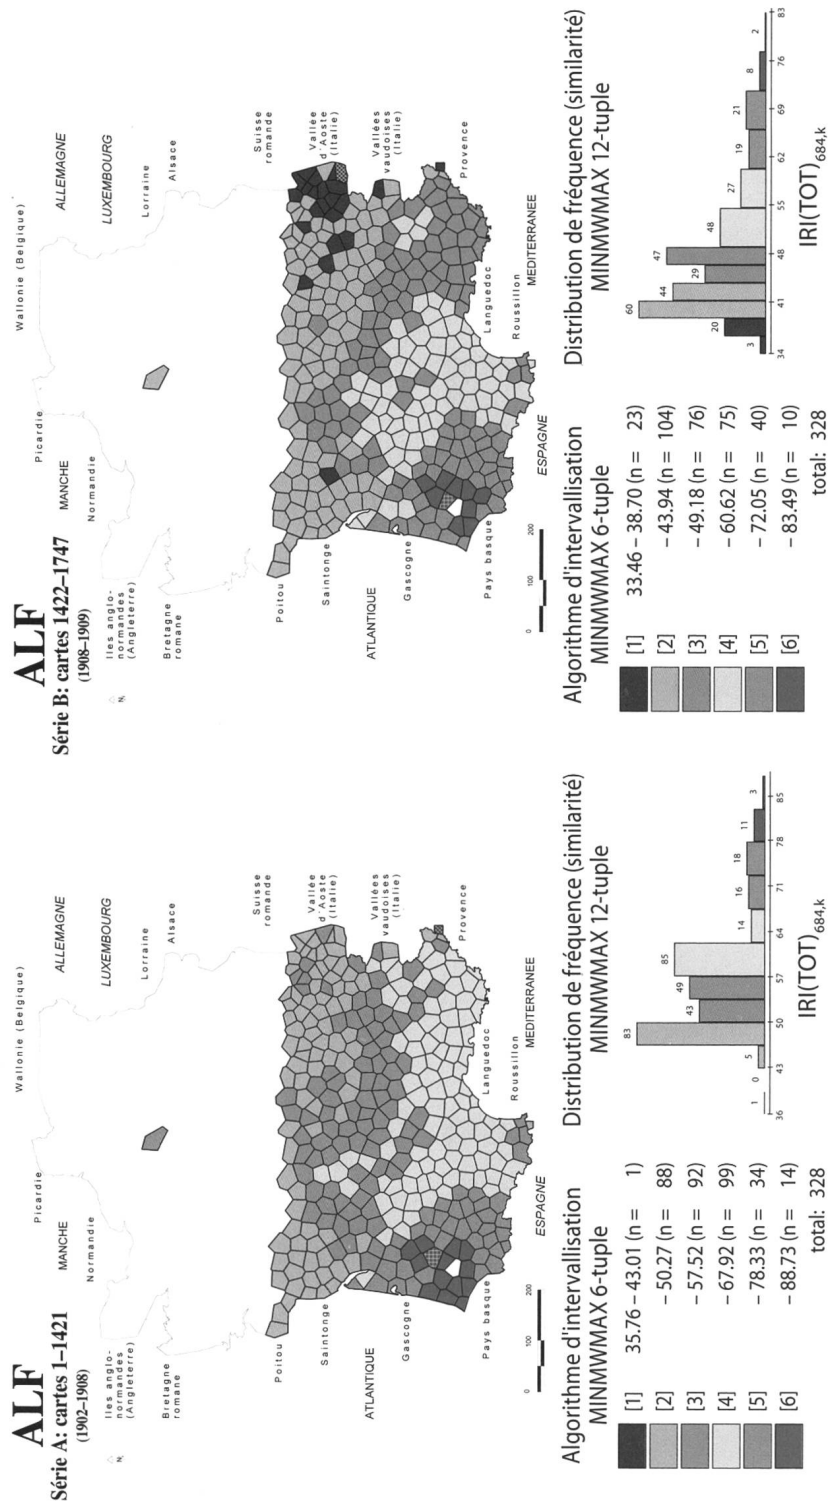 ALF
Série A: cartes 1–1421
(1902–1908)
Wallonie (Belgique)
Picardie
ALLEMAGNE
MANCHE
LUXEMBOURG
Normandie
Lorraine
Alsace
Iles anglo-
normandes
(Angleterre)
N.
Bretagne
romane
Suisse
romande
Poitou
Vallée
d'Aoste
(Italie)
Saintonge
Vallées
vaudoises
(Italie)
ATLANTIQUE
Gascogne
Provence
Languedoc
Pays basque
Roussillon
MEDITERRANEE
ESPAGNE
0 100 200
Algorithme d'intervallisation
MINMWMAX 6-tuple
[1] 35.76 – 43.01 (n = 1)
[2] – 50.27 (n = 88)
[3] – 57.52 (n = 92)
[4] – 67.92 (n = 99)
[5] – 78.33 (n = 34)
[6] – 88.73 (n = 14)
total: 328
Distribution de fréquence (similarité)
MINMWMAX 12-tuple
1 0 5 83 43 49 85 14 16 18 11 3
36 43 50 57 64 71 78 85
IRI(TOT)684,k
ALF
Série B: cartes 1422–1747
(1908–1909)
Wallonie (Belgique)
Picardie
ALLEMAGNE
MANCHE
LUXEMBOURG
Normandie
Lorraine
Alsace
Iles anglo-
normandes
(Angleterre)
N.
Bretagne
romane
Suisse
romande
Poitou
Vallée
d'Aoste
(Italie)
Saintonge
Vallées
vaudoises
(Italie)
ATLANTIQUE
Gascogne
Provence
Languedoc
Pays basque
Roussillon
MEDITERRANEE
ESPAGNE
0 100 200
Algorithme d'intervallisation
MINMWMAX 6-tuple
[1] 33.46 – 38.70 (n = 23)
[2] – 43.94 (n = 104)
[3] – 49.18 (n = 76)
[4] – 60.62 (n = 75)
[5] – 72.05 (n = 40)
[6] – 83.49 (n = 10)
total: 328
Distribution de fréquence (similarité)
MINMWMAX 12-tuple
3 20 60 44 29 47 48 27 19 21 8 2
34 41 48 55 62 69 76 83
IRI(TOT)684,k